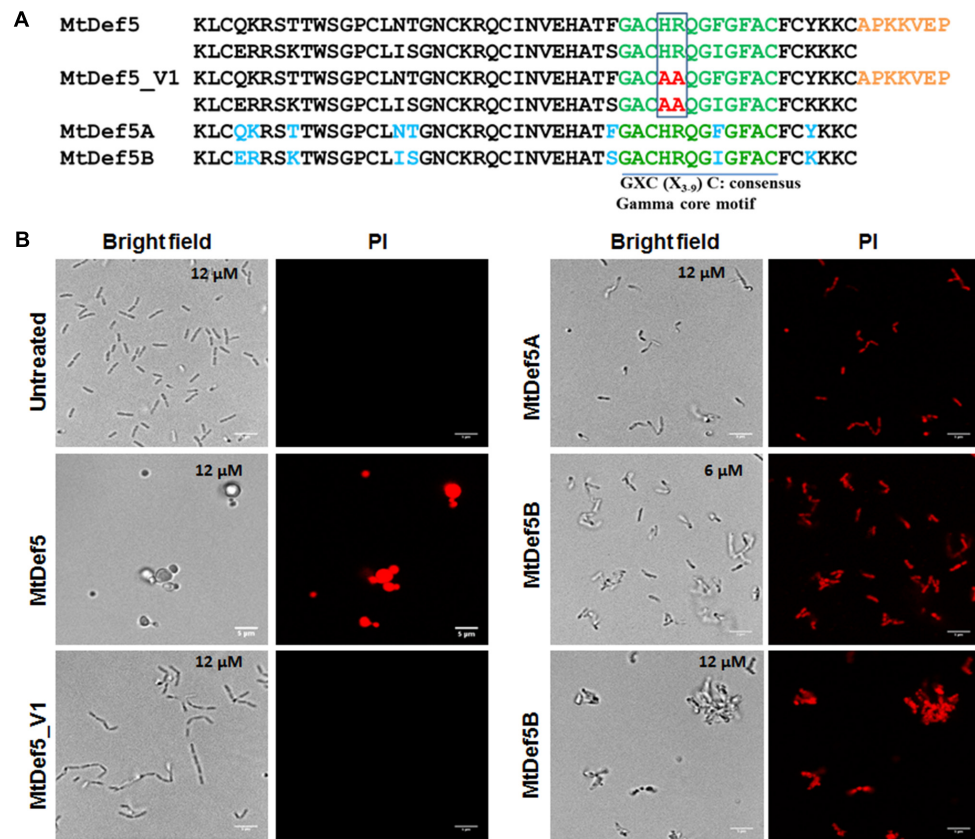 A
MtDef5 KLCQKRSTTWSGPCLNTGNCKRQCINVEHATFGACHRQGFGFACFCYKKCAPKKVEP
KLCERRSKTWSGPCLISGNCKRQCINVEHATSGACHRQGIGFACFCKKKC
MtDef5_V1 KLCQKRSTTWSGPCLNTGNCKRQCINVEHATFGACAAQGFGFACFCYKKCAPKKVEP
KLCERRSKTWSGPCLISGNCKRQCINVEHATSGACAAQGIGFACFCKKKC
MtDef5A KLCQKRSTTWSGPCLNTGNCKRQCINVEHATFGACHRQGFGFACFCYKKC
MtDef5B KLCERRSKTWSGPCLISGNCKRQCINVEHATSGACHRQGIGFACFCKKKC
GXC (X3-9) C: consensus
Gamma core motif
B
Bright field PI Bright field PI
Untreated 12 µM
MtDef5A 12 µM
MtDef5 12 µM 5 µm 5 µm
MtDef5B 6 µM
MtDef5_V1 12 µM
MtDef5B 12 µM